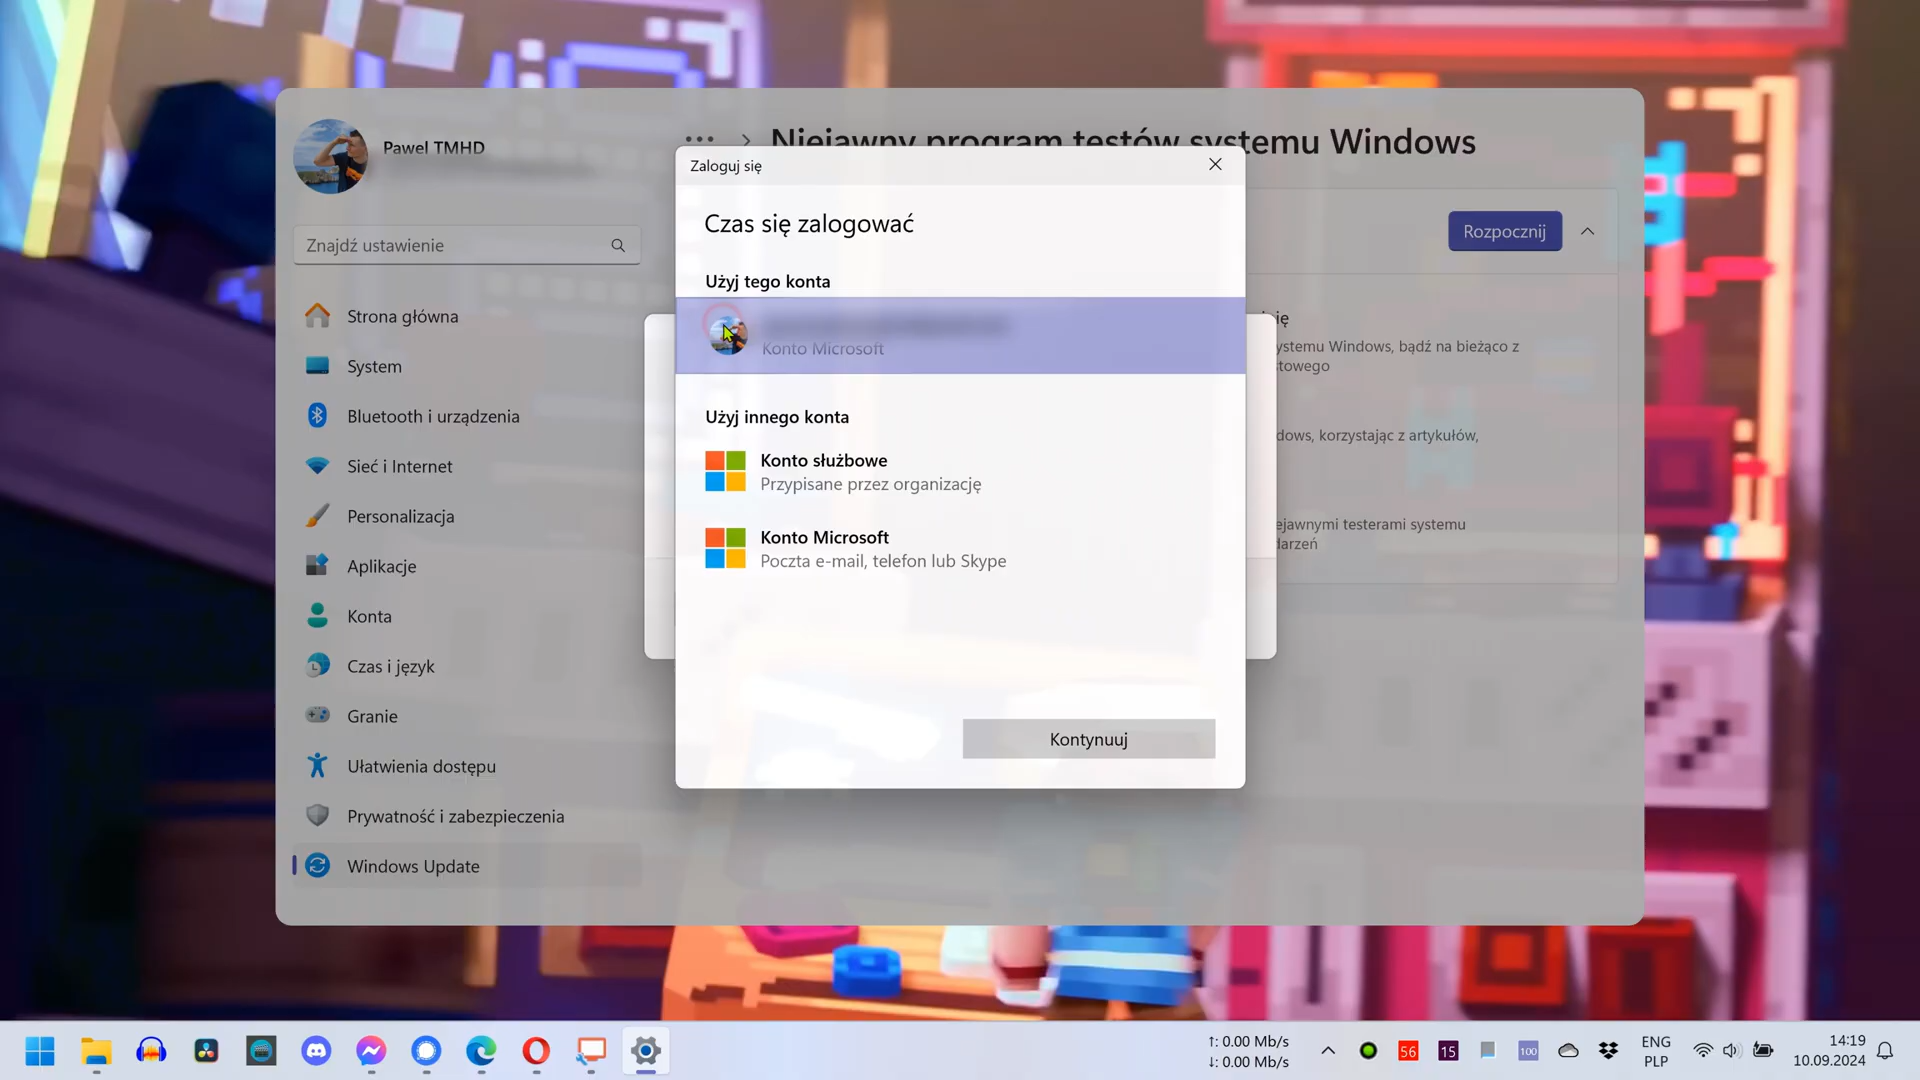 Pawel TMHD
Znajdź ustawienie
Strona główna
System
Bluetooth i urządzenia
Sieć i Internet
Personalizacja
Aplikacje
Konta
Czas i język
Granie
Ułatwienia dostępu
Prywatność i zabezpieczenia
Windows Update
Niejawny program testów systemu Windows
Rozpocznij
ię
ystemu Windows, bądź na bieżąco z
stowego
dows, korzystając z artykułów,
ejawnymi testerami systemu
darzeń
Zaloguj się
Czas się zalogować
Użyj tego konta
Konto Microsoft
Użyj innego konta
Konto służbowe
Przypisane przez organizację
Konto Microsoft
Poczta e-mail, telefon lub Skype
Kontynuuj
↑: 0.00 Mb/s
↓: 0.00 Mb/s
56
15
100
ENG
PLP
14:19
10.09.2024